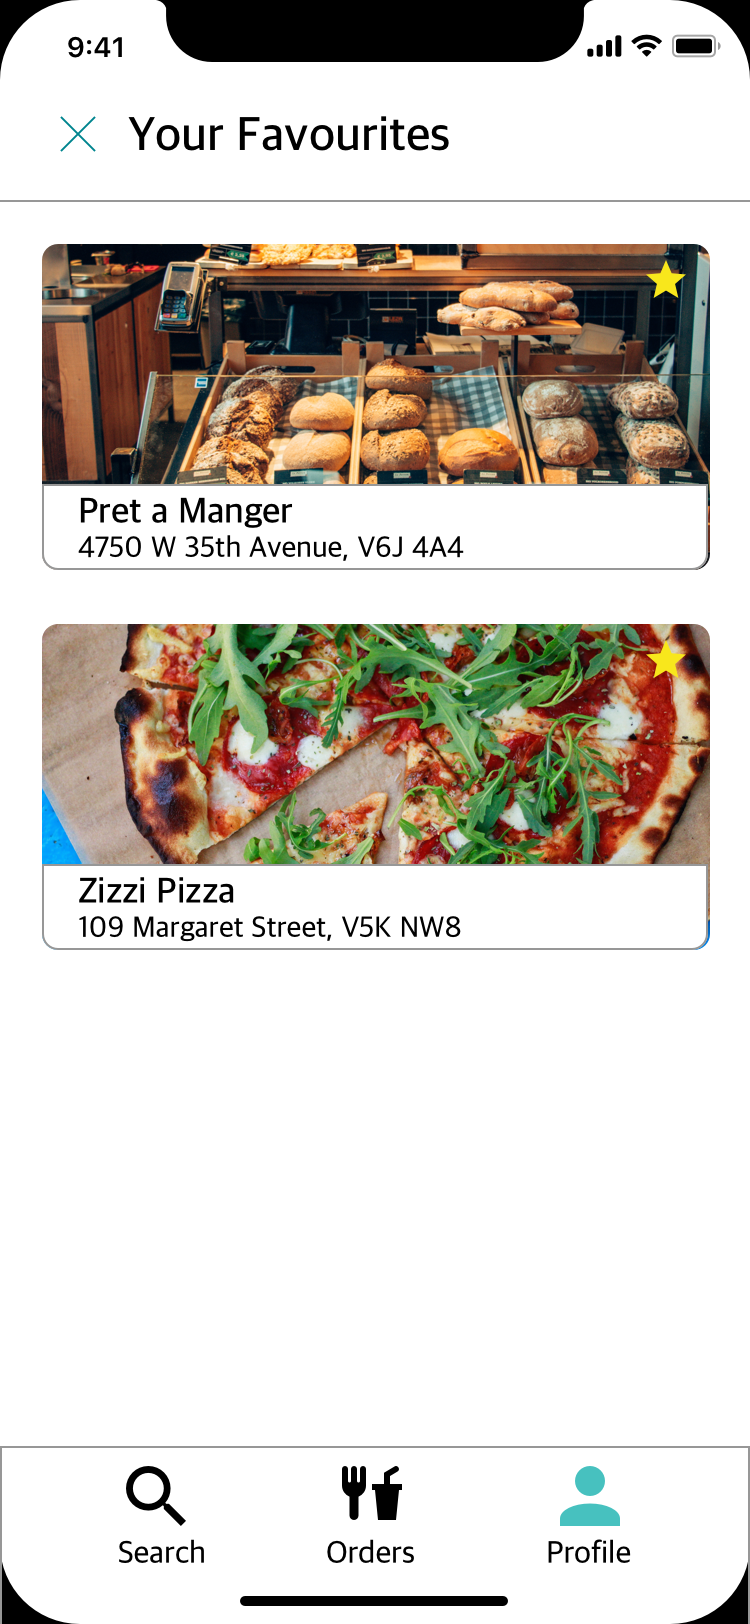 9:41
Your Favourites
Pret a Manger
4750 W 35th Avenue, V6J 4A4
Zizzi Pizza
109 Margaret Street, V5K NW8
Search
Orders
Profile